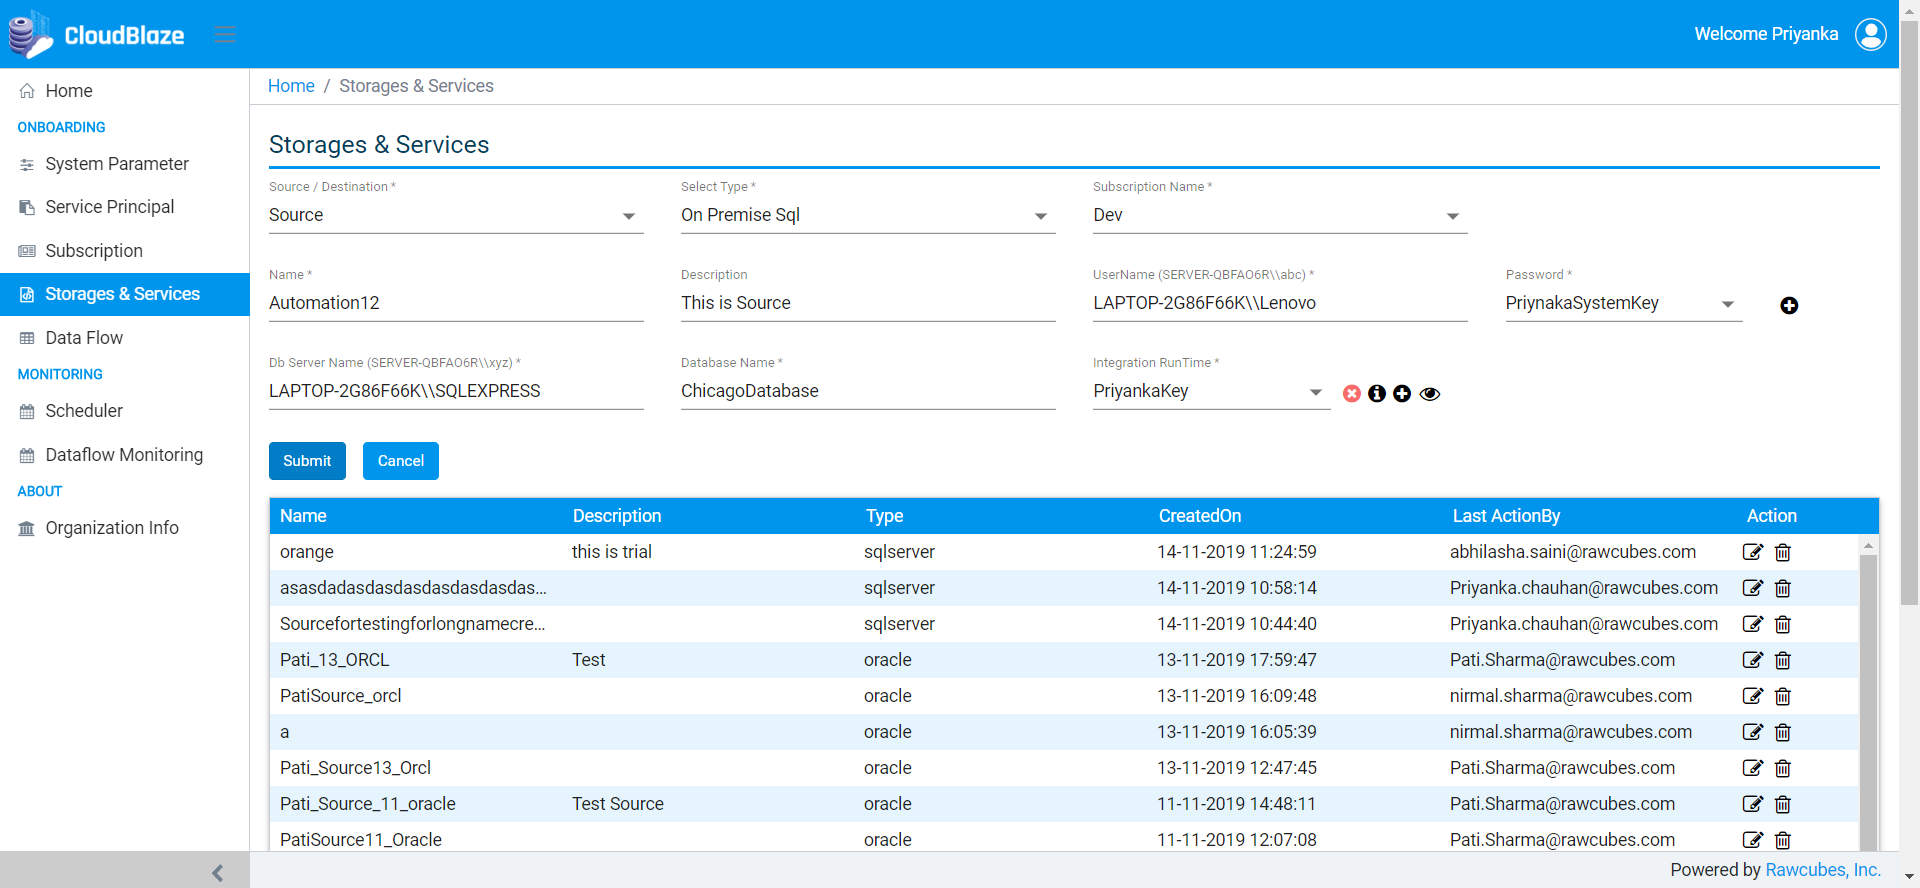 CloudBlaze
Welcome Priyanka
Home
ONBOARDING
System Parameter
Service Principal
Subscription
Storages & Services
Data Flow
MONITORING
Scheduler
Dataflow Monitoring
ABOUT
Organization Info
Home / Storages & Services
Storages & Services
Source / Destination * Select Type * Subscription Name *
Source On Premise Sql Dev
Name * Description UserName (SERVER-QBFAO6R\\abc) * Password *
Automation12 This is Source LAPTOP-2G86F66K\\Lenovo PriynakaSystemKey
Db Server Name (SERVER-QBFAO6R\\xyz) * Database Name * Integration RunTime *
LAPTOP-2G86F66K\\SQLEXPRESS ChicagoDatabase PriyankaKey
Submit Cancel
Name Description Type CreatedOn Last ActionBy Action
orange this is trial sqlserver 14-11-2019 11:24:59 abhilasha.saini@rawcubes.com
asasdadasdasdasdasdasdasdas... sqlserver 14-11-2019 10:58:14 Priyanka.chauhan@rawcubes.com
Sourcefortestingforlongnamecre... sqlserver 14-11-2019 10:44:40 Priyanka.chauhan@rawcubes.com
Pati_13_ORCL Test oracle 13-11-2019 17:59:47 Pati.Sharma@rawcubes.com
PatiSource_orcl oracle 13-11-2019 16:09:48 nirmal.sharma@rawcubes.com
a oracle 13-11-2019 16:05:39 nirmal.sharma@rawcubes.com
Pati_Source13_Orcl oracle 13-11-2019 12:47:45 Pati.Sharma@rawcubes.com
Pati_Source_11_oracle Test Source oracle 11-11-2019 14:48:11 Pati.Sharma@rawcubes.com
PatiSource11_Oracle oracle 11-11-2019 12:07:08 Pati.Sharma@rawcubes.com
Powered by Rawcubes, Inc.